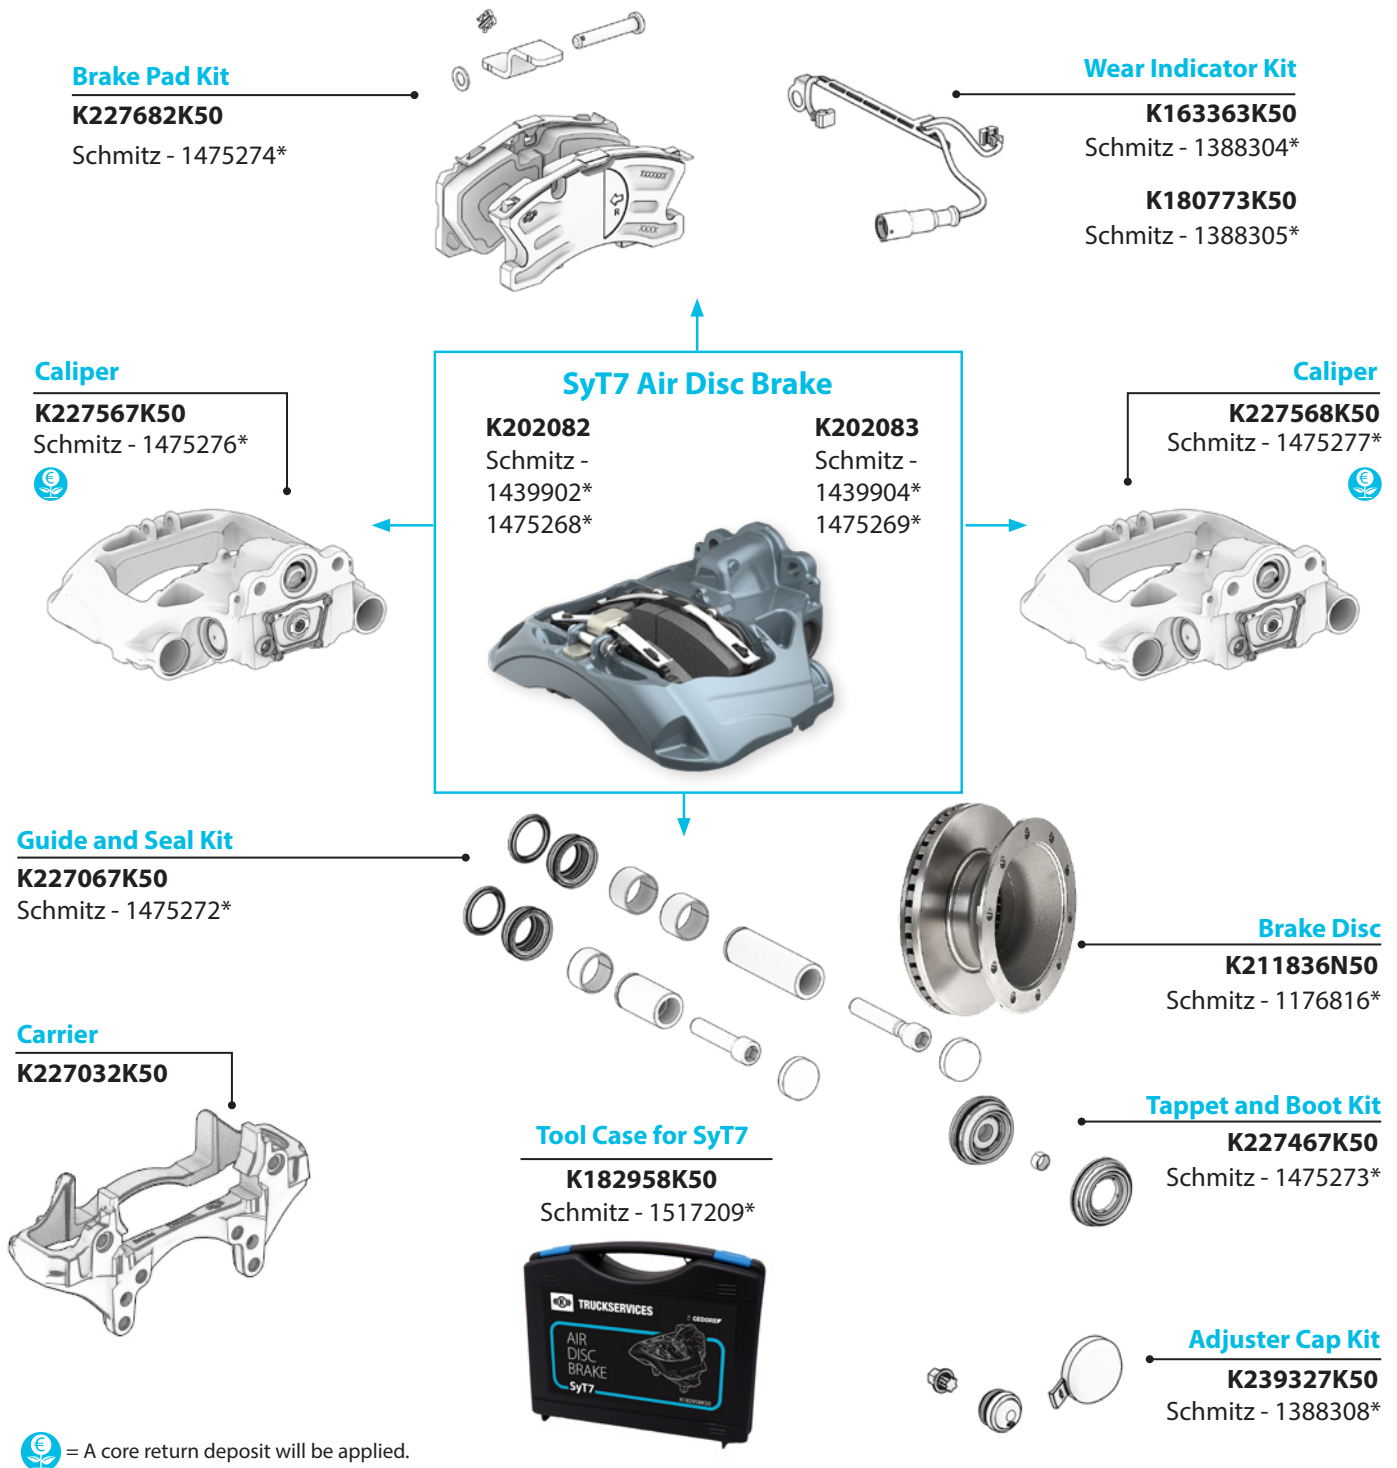 Brake Pad Kit
K227682K50
Schmitz - 1475274*
Wear Indicator Kit
K163363K50
Schmitz - 1388304*
K180773K50
Schmitz - 1388305*
XXXXXXX
R
XXXX
Caliper
K227567K50
Schmitz - 1475276*
€
SyT7 Air Disc Brake
K202082
Schmitz -
1439902*
1475268*
K202083
Schmitz -
1439904*
1475269*
Caliper
K227568K50
Schmitz - 1475277*
€
Guide and Seal Kit
K227067K50
Schmitz - 1475272*
Brake Disc
K211836N50
Schmitz - 1176816*
Carrier
K227032K50
Tappet and Boot Kit
K227467K50
Schmitz - 1475273*
Tool Case for SyT7
K182958K50
Schmitz - 1517209*
TRUCKSERVICES
GEDORE
AIR
DISC
BRAKE
SyT7
K182958K50
Adjuster Cap Kit
K239327K50
Schmitz - 1388308*
€ = A core return deposit will be applied.